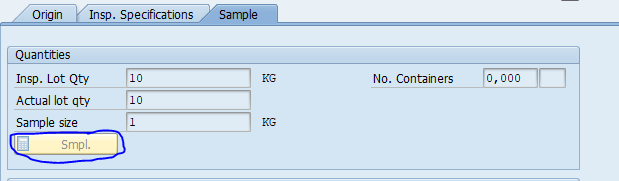 Origin Insp. Specifications Sample
Quantities
Insp. Lot Qty 10 KG No. Containers 0,000
Actual lot qty 10
Sample size 1 KG
Smpl.